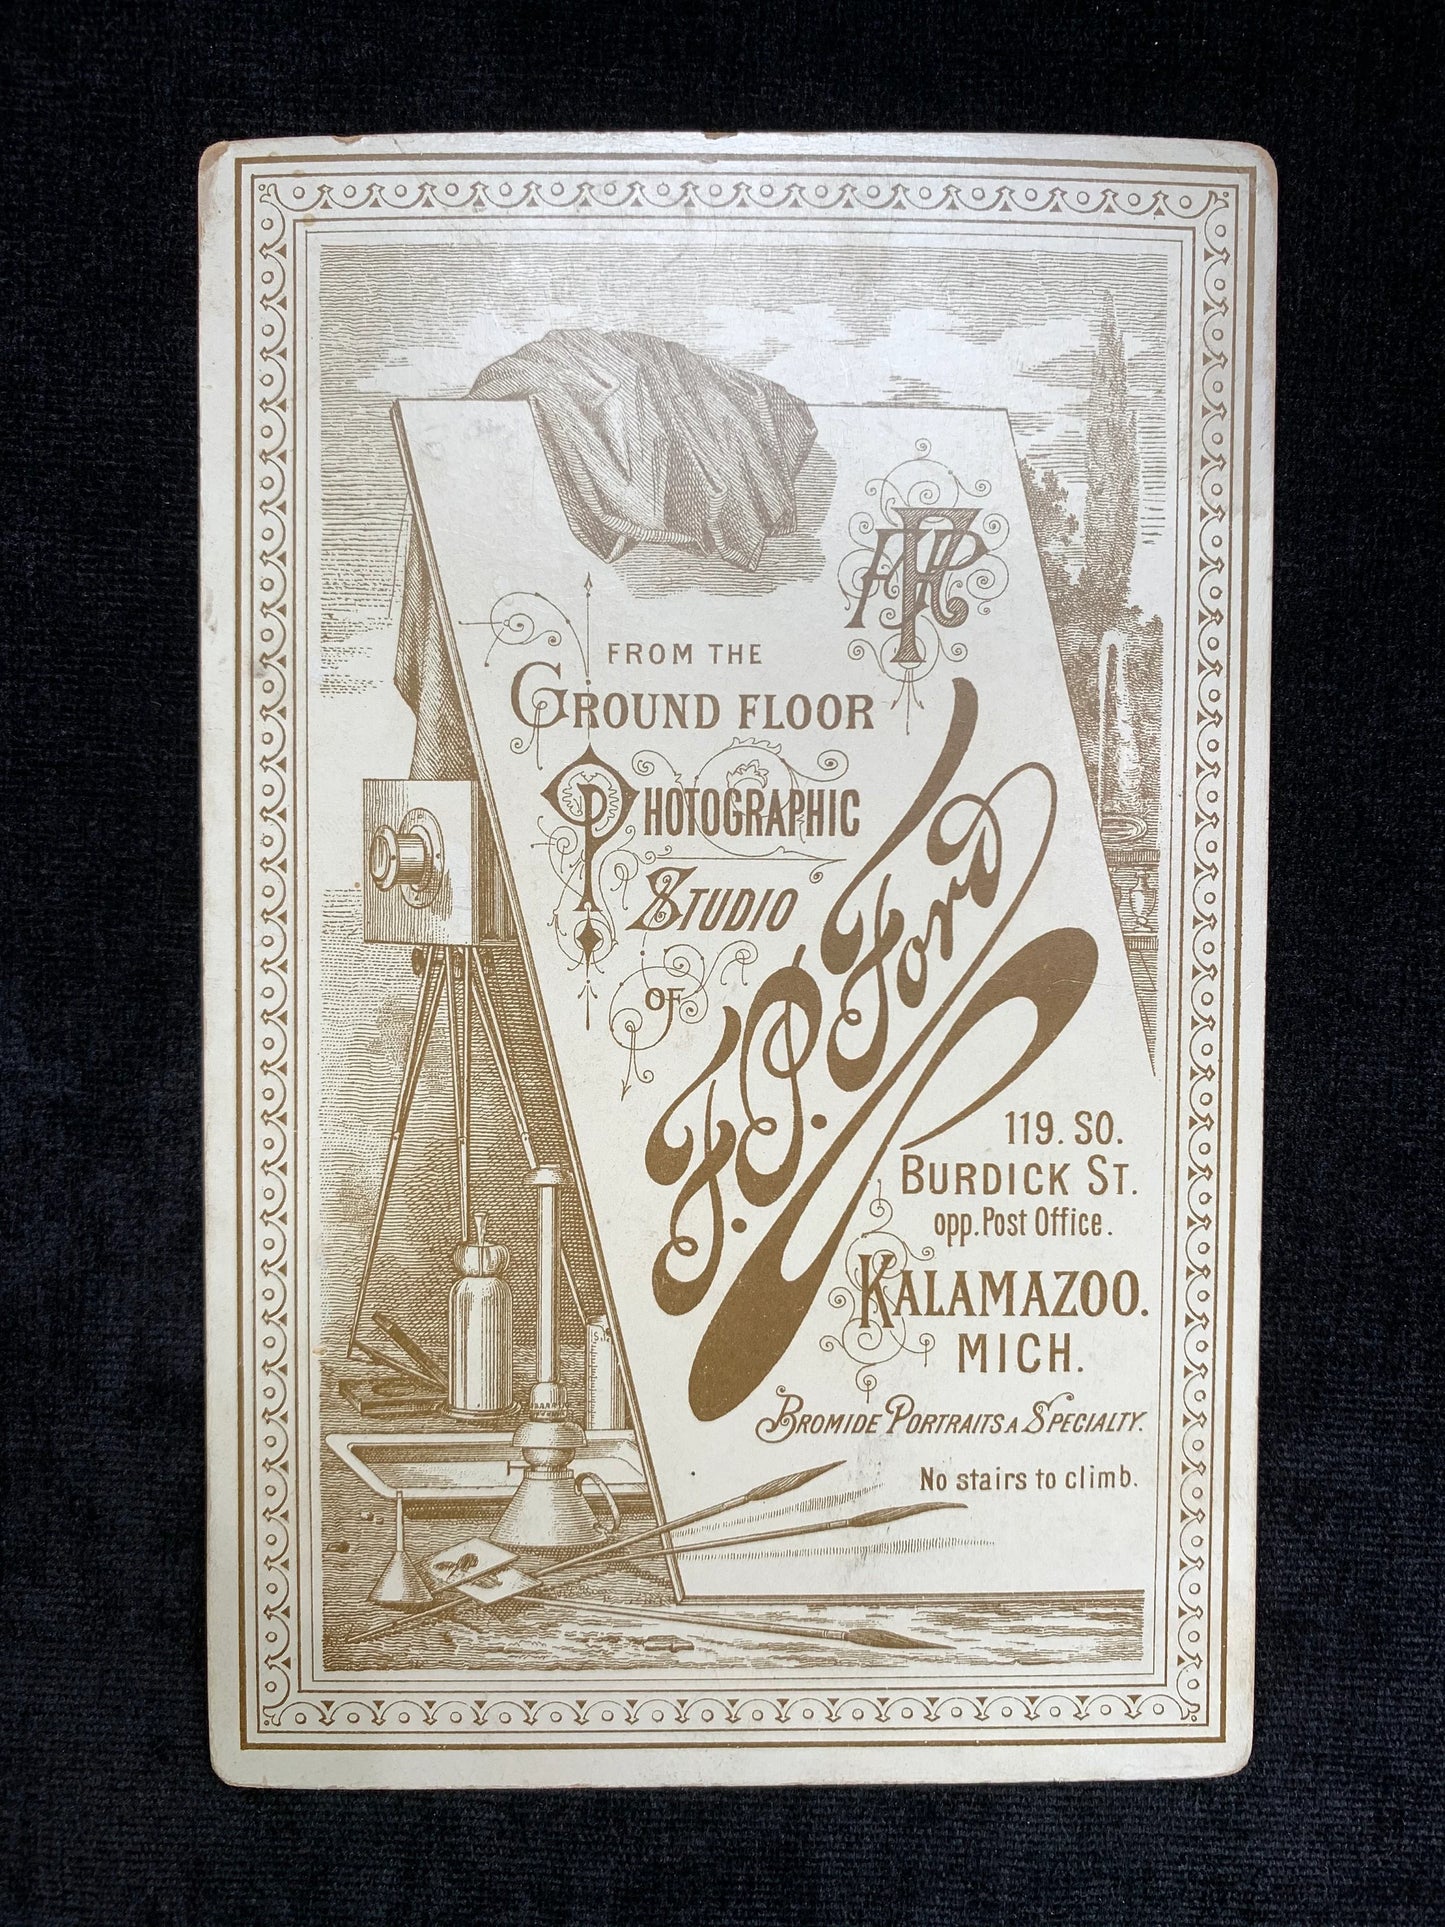 FPF
FROM THE
GROUND FLOOR
PHOTOGRAPHIC
STUDIO
OF
F. P. Ford
119. SO.
BURDICK ST.
opp. Post Office.
KALAMAZOO.
MICH.
BROMIDE PORTRAITS A SPECIALTY.
No stairs to climb.